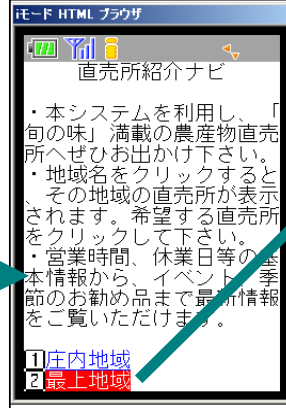 iモード HTML ブラウザ
直売所紹介ナビ
・本システムを利用し、「
旬の味」満載の農産物直売
所へぜひお出かけ下さい。
・地域名をクリックすると
、その地域の直売所が表示
されます。希望する直売所
をクリックして下さい。
・営業時間、休業日等の基
本情報から、イベント、季
節のお勧め品まで最新情報
をご覧いただけます。
1庄内地域
2最上地域